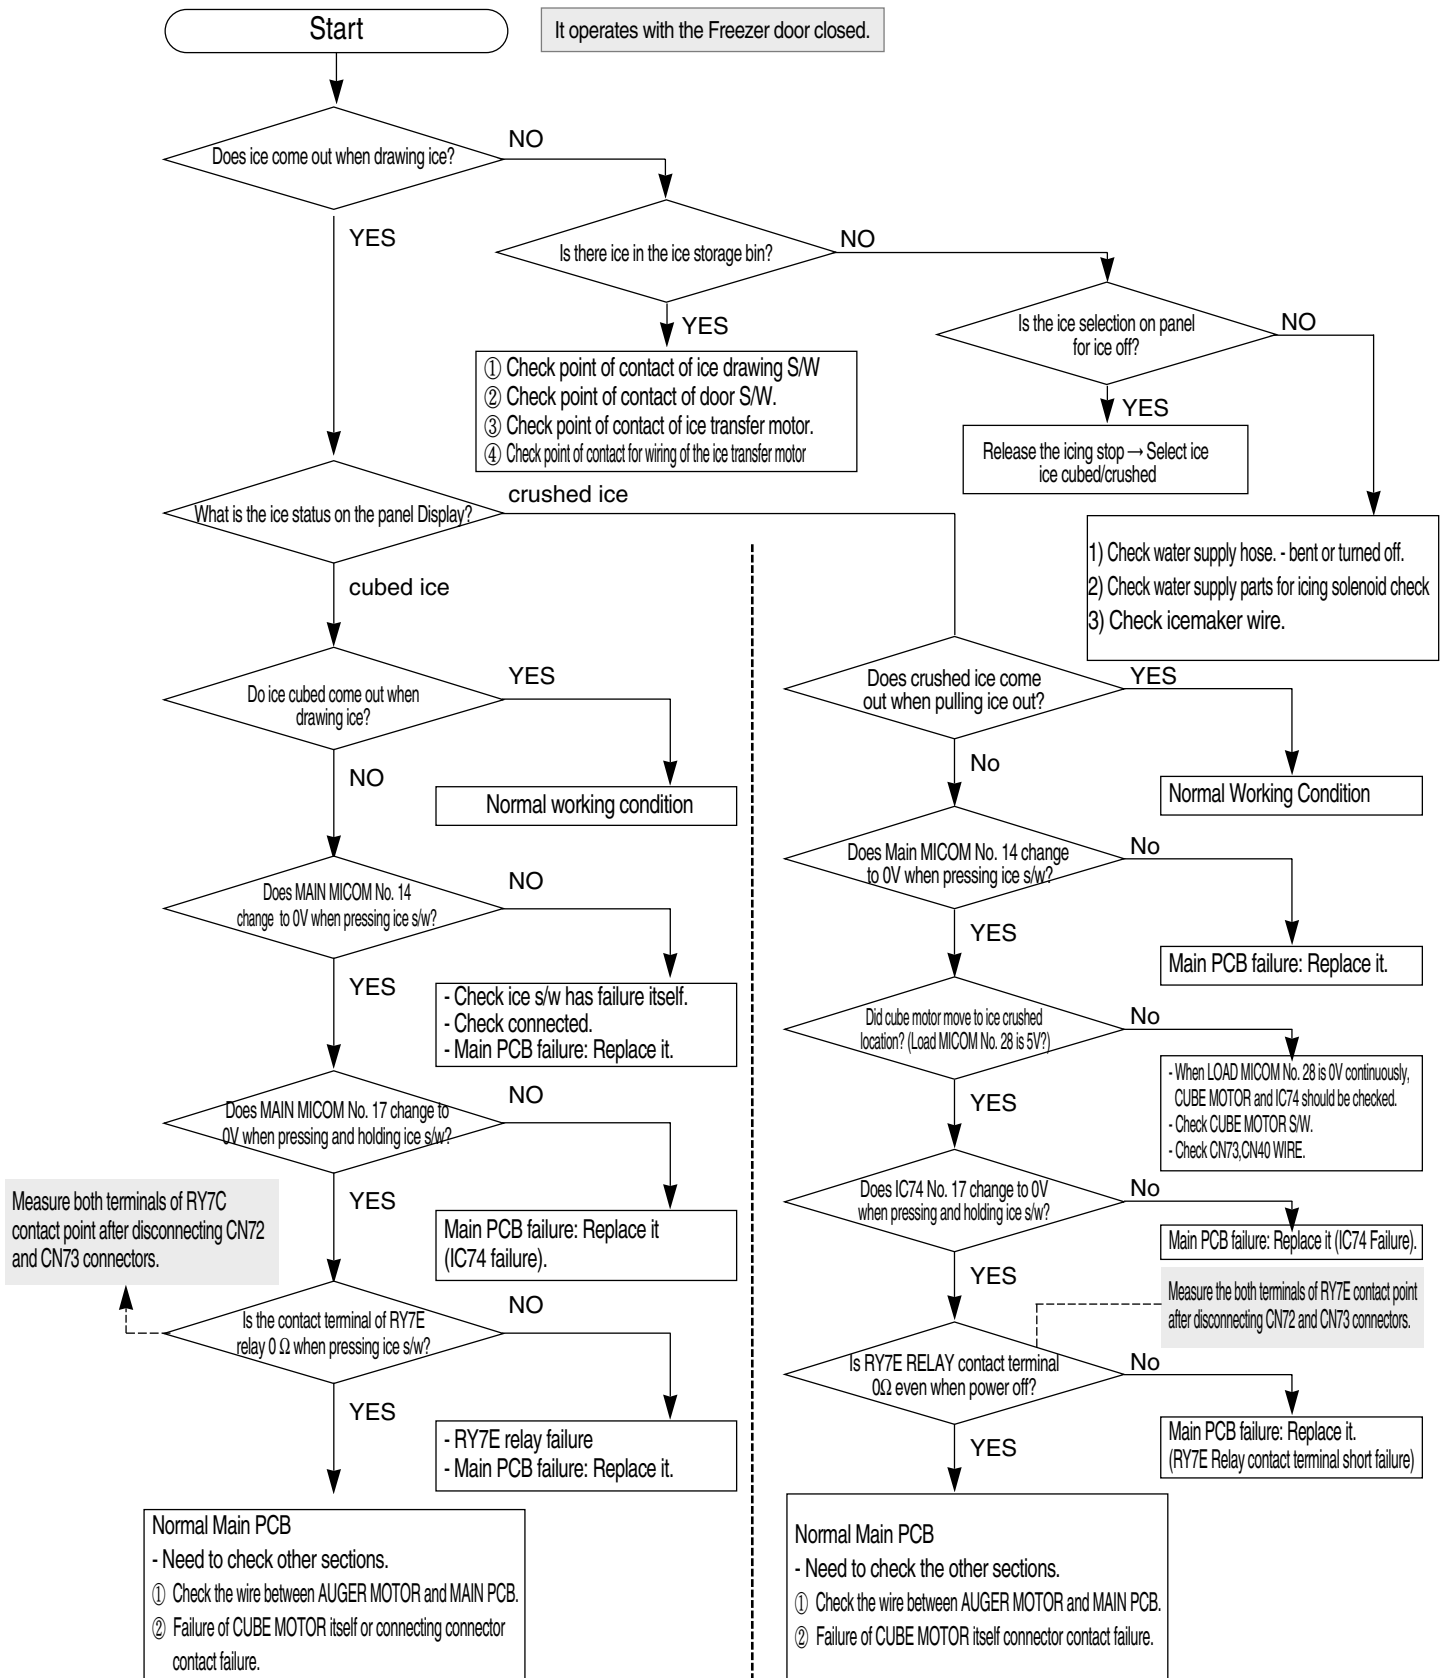 Start
It operates with the Freezer door closed.
Does ice come out when drawing ice?
NO
YES
Is there ice in the ice storage bin?
NO
YES
① Check point of contact of ice drawing S/W
② Check point of contact of door S/W.
③ Check point of contact of ice transfer motor.
④ Check point of contact for wiring of the ice transfer motor
Is the ice selection on panel
for ice off?
NO
YES
Release the icing stop → Select ice
ice cubed/crushed
1) Check water supply hose. - bent or turned off.
2) Check water supply parts for icing solenoid check
3) Check icemaker wire.
What is the ice status on the panel Display?
crushed ice
cubed ice
Do ice cubed come out when
drawing ice?
YES
NO
Normal working condition
Does MAIN MICOM No. 14
change to 0V when pressing ice s/w?
NO
YES
- Check ice s/w has failure itself.
- Check connected.
- Main PCB failure: Replace it.
Does MAIN MICOM No. 17 change to
0V when pressing and holding ice s/w?
NO
YES
Main PCB failure: Replace it
(IC74 failure).
Measure both terminals of RY7C
contact point after disconnecting CN72
and CN73 connectors.
Is the contact terminal of RY7E
relay 0 Ω when pressing ice s/w?
NO
YES
- RY7E relay failure
- Main PCB failure: Replace it.
Normal Main PCB
- Need to check other sections.
① Check the wire between AUGER MOTOR and MAIN PCB.
② Failure of CUBE MOTOR itself or connecting connector
contact failure.
Does crushed ice come
out when pulling ice out?
YES
No
Normal Working Condition
Does Main MICOM No. 14 change
to 0V when pressing ice s/w?
No
YES
Main PCB failure: Replace it.
Did cube motor move to ice crushed
location? (Load MICOM No. 28 is 5V?)
No
YES
- When LOAD MICOM No. 28 is 0V continuously,
CUBE MOTOR and IC74 should be checked.
- Check CUBE MOTOR S/W.
- Check CN73,CN40 WIRE.
Does IC74 No. 17 change to 0V
when pressing and holding ice s/w?
No
YES
Main PCB failure: Replace it (IC74 Failure).
Measure the both terminals of RY7E contact point
after disconnecting CN72 and CN73 connectors.
Is RY7E RELAY contact terminal
0Ω even when power off?
No
YES
Main PCB failure: Replace it.
(RY7E Relay contact terminal short failure)
Normal Main PCB
- Need to check the other sections.
① Check the wire between AUGER MOTOR and MAIN PCB.
② Failure of CUBE MOTOR itself connector contact failure.